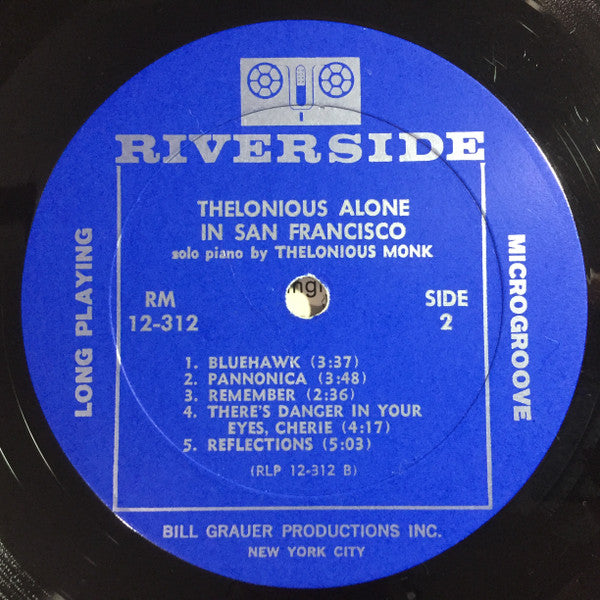 RIVERSIDE
THELONIOUS ALONE
IN SAN FRANCISCO
solo piano by THELONIOUS MONK
LONG PLAYING
MICROGROOVE
RM
12-312
SIDE
2
1. BLUEHAWK (3:37)
2. PANNONICA (3:48)
3. REMEMBER (2:36)
4. THERE'S DANGER IN YOUR
EYES, CHERIE (4:17)
5. REFLECTIONS (5:03)
(RLP 12-312 B)
BILL GRAUER PRODUCTIONS INC.
NEW YORK CITY